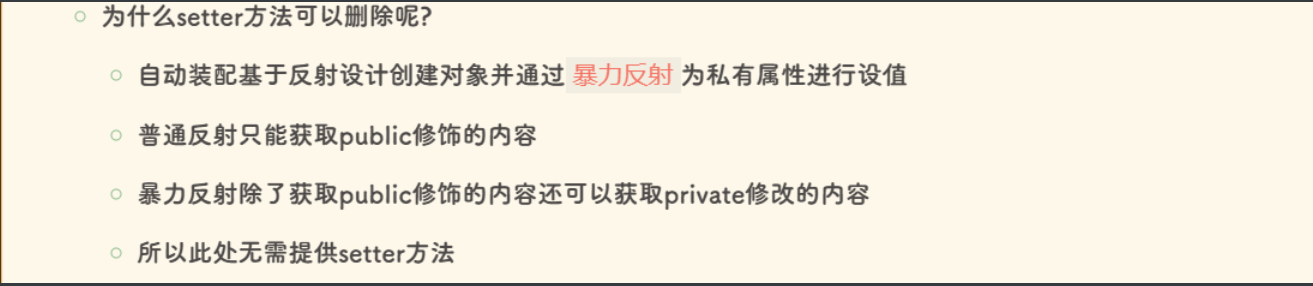 为什么setter方法可以删除呢?
自动装配基于反射设计创建对象并通过暴力反射为私有属性进行设值
普通反射只能获取public修饰的内容
暴力反射除了获取public修饰的内容还可以获取private修改的内容
所以此处无需提供setter方法